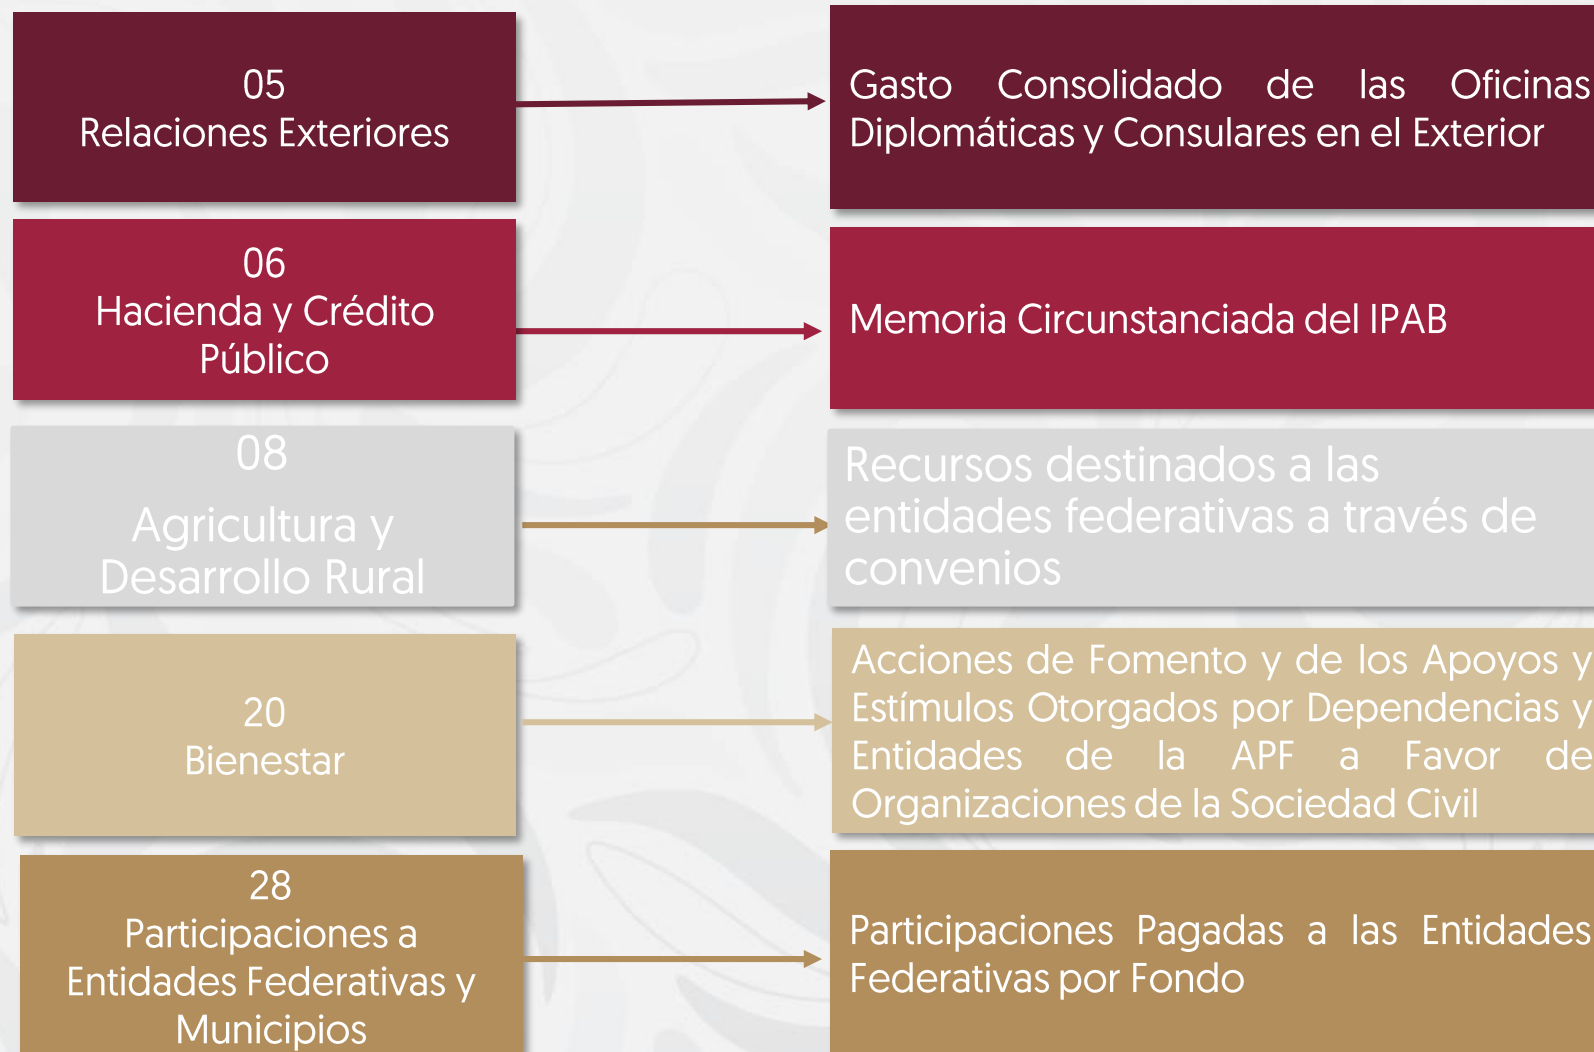 05
Relaciones Exteriores
Gasto Consolidado de las Oficinas
Diplomáticas y Consulares en el Exterior
06
Hacienda y Crédito
Público
Memoria Circunstanciada del IPAB
08
Agricultura y
Desarrollo Rural
Recursos destinados a las
entidades federativas a través de
convenios
20
Bienestar
Acciones de Fomento y de los Apoyos y
Estímulos Otorgados por Dependencias y
Entidades de la APF a Favor de
Organizaciones de la Sociedad Civil
28
Participaciones a
Entidades Federativas y
Municipios
Participaciones Pagadas a las Entidades
Federativas por Fondo